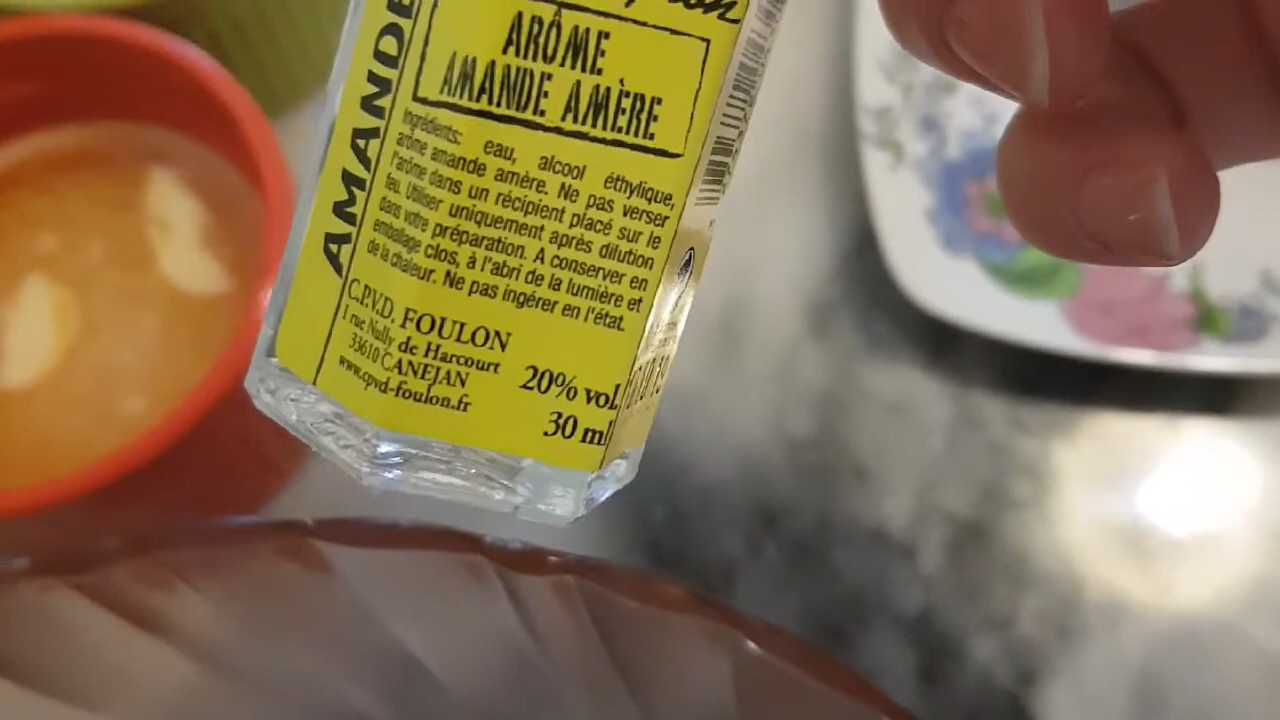 ARÔME
AMANDE AMÈRE
AMANDE
Ingrédients: eau, alcool éthylique,
arôme amande amère. Ne pas verser
l'arôme dans un récipient placé sur le
feu. Utiliser uniquement après dilution
dans votre préparation. A conserver en
emballage clos, à l'abri de la lumière et
de la chaleur. Ne pas ingérer en l'état.
C.P.V.D. FOULON
1 rue Nully de Harcourt
33610 CANEJAN
www.cpvd-foulon.fr
20% vol.
30 ml